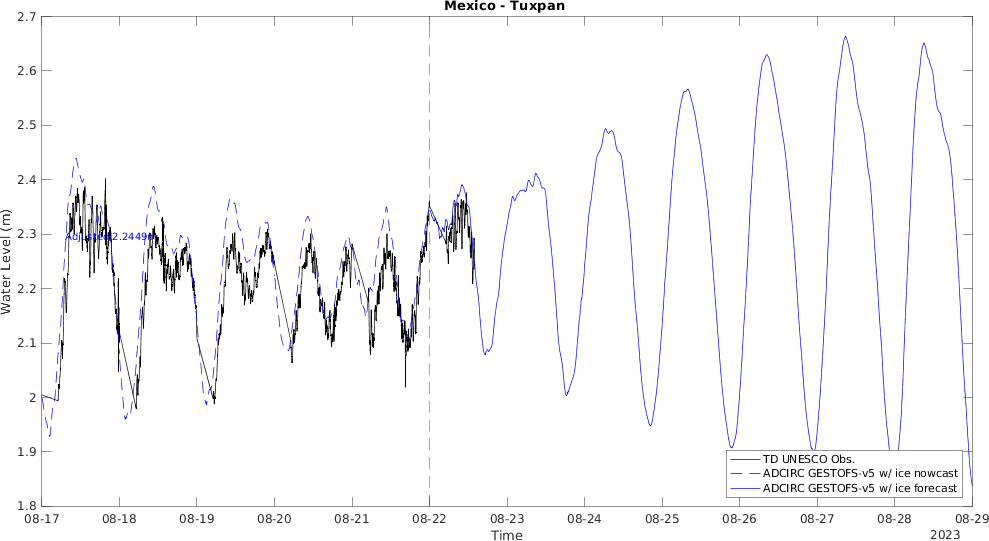 Mexico - Tuxpan
2.7
2.6
2.5
2.4
2.3
2.2
2.1
2
1.9
1.8
Water Level (m)
TD UNESCO Obs.
ADCIRC GESTOFS-v5 w/ ice nowcast
ADCIRC GESTOFS-v5 w/ ice forecast
08-17 08-18 08-19 08-20 08-21 08-22 08-23 08-24 08-25 08-26 08-27 08-28 08-29
Time
2023